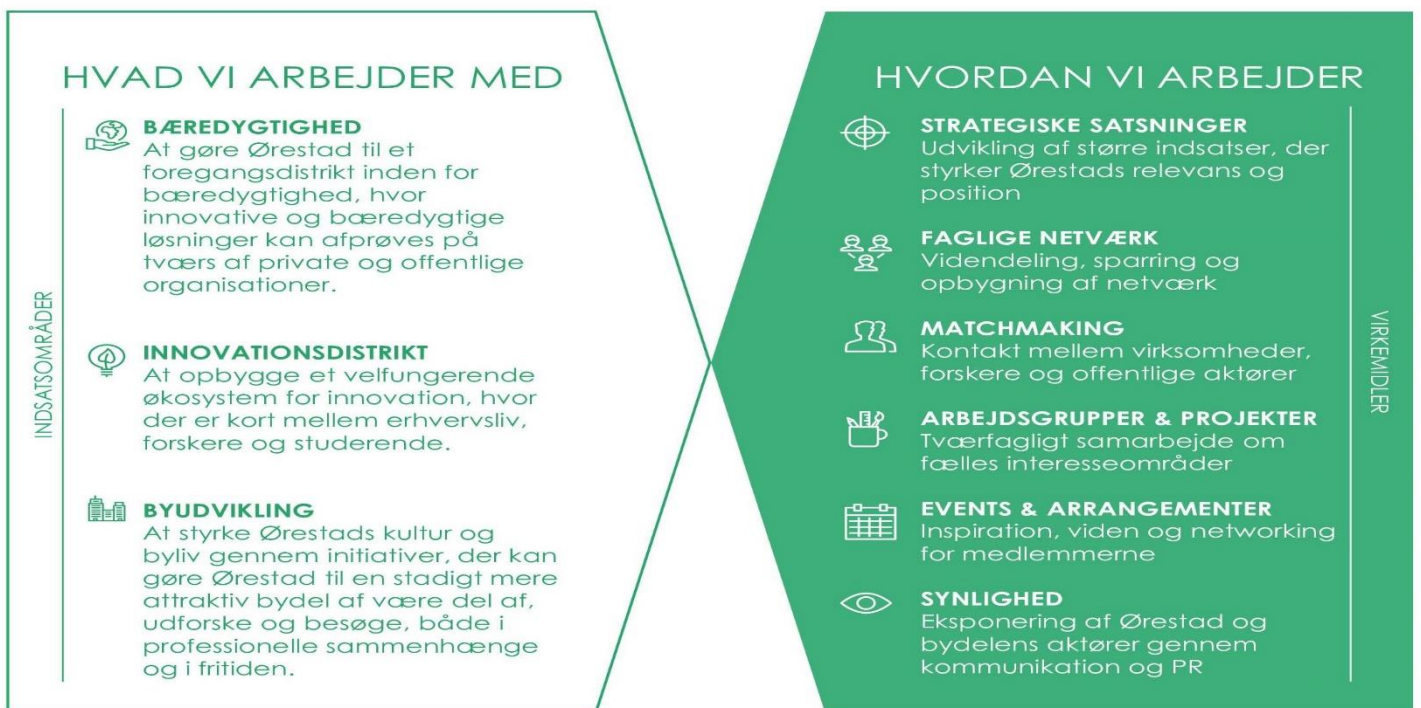 HVAD VI ARBEJDER MED
INDSATSOMRÅDER
BÆREDYGTIGHED
At gøre Ørestad til et
foregangsdistrikt inden for
bæredygtighed, hvor
innovative og bæredygtige
løsninger kan afprøves på
tværs af private og offentlige
organisationer.
INNOVATIONSDISTRIKT
At opbygge et velfungerende
økosystem for innovation, hvor
der er kort mellem erhvervsliv,
forskere og studerende.
BYUDVIKLING
At styrke Ørestads kultur og
byliv gennem initiativer, der kan
gøre Ørestad til en stadigt mere
attraktiv bydel af være del af,
udforske og besøge, både i
professionelle sammenhænge
og i fritiden.
HVORDAN VI ARBEJDER
STRATEGISKE SATSNINGER
Udvikling af større indsatser, der
styrker Ørestads relevans og
position
FAGLIGE NETVÆRK
Videndeling, sparring og
opbygning af netværk
MATCHMAKING
Kontakt mellem virksomheder,
forskere og offentlige aktører
ARBEJDSGRUPPER & PROJEKTER
Tværfagligt samarbejde om
fælles interesseområder
EVENTS & ARRANGEMENTER
Inspiration, viden og networking
for medlemmerne
SYNLIGHED
Eksponering af Ørestad og
bydelens aktører gennem
kommunikation og PR
VIRKEMIDLER